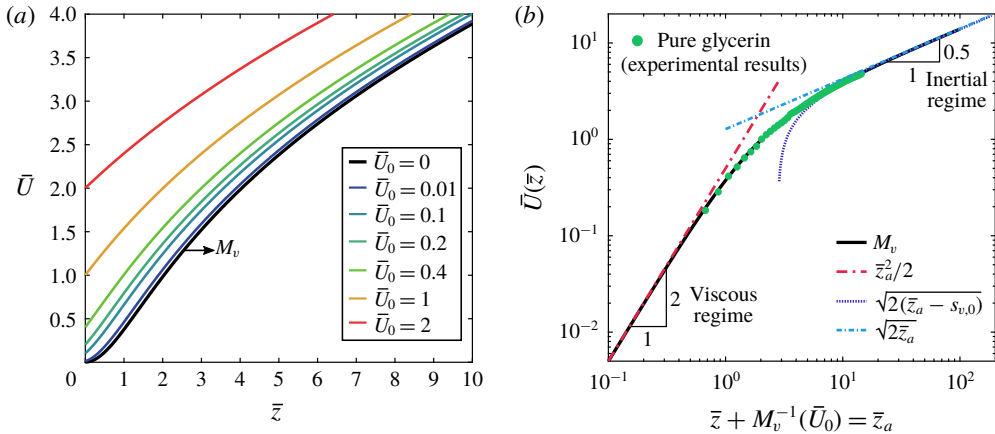 (a)
4.0
3.5
3.0
2.5
2.0
1.5
1.0
0.5
Ū
Mᵥ
Ū₀ = 0
Ū₀ = 0.01
Ū₀ = 0.1
Ū₀ = 0.2
Ū₀ = 0.4
Ū₀ = 1
Ū₀ = 2
0 1 2 3 4 5 6 7 8 9 10
z̄
(b)
10¹
10⁰
10⁻¹
10⁻²
Ū(z̄)
Pure glycerin
(experimental results)
0.5
1
Inertial
regime
2
1
Viscous
regime
Mᵥ
z̄ₐ²/2
√2(z̄ₐ − sᵥ,₀)
√2z̄ₐ
10⁻¹ 10⁰ 10¹ 10²
z̄ + Mᵥ⁻¹(Ū₀) = z̄ₐ